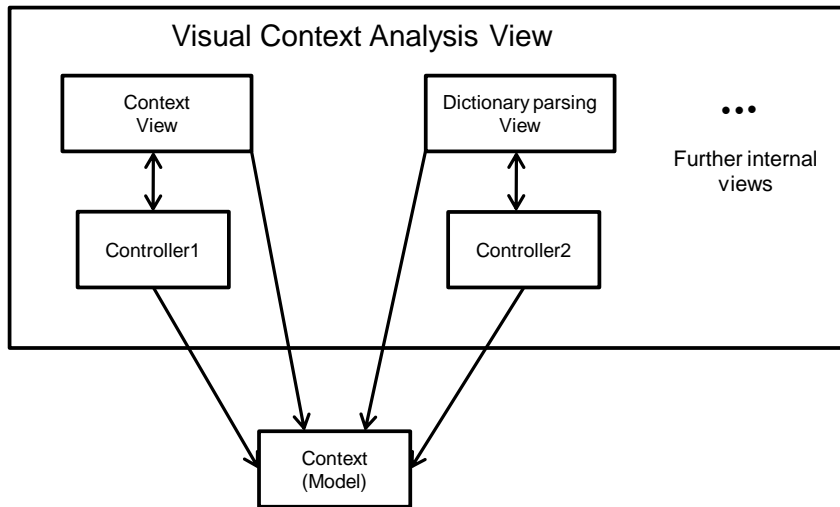 Visual Context Analysis View
Context
View
Dictionary parsing
View
•••
Further internal
views
Controller1
Controller2
Context
(Model)